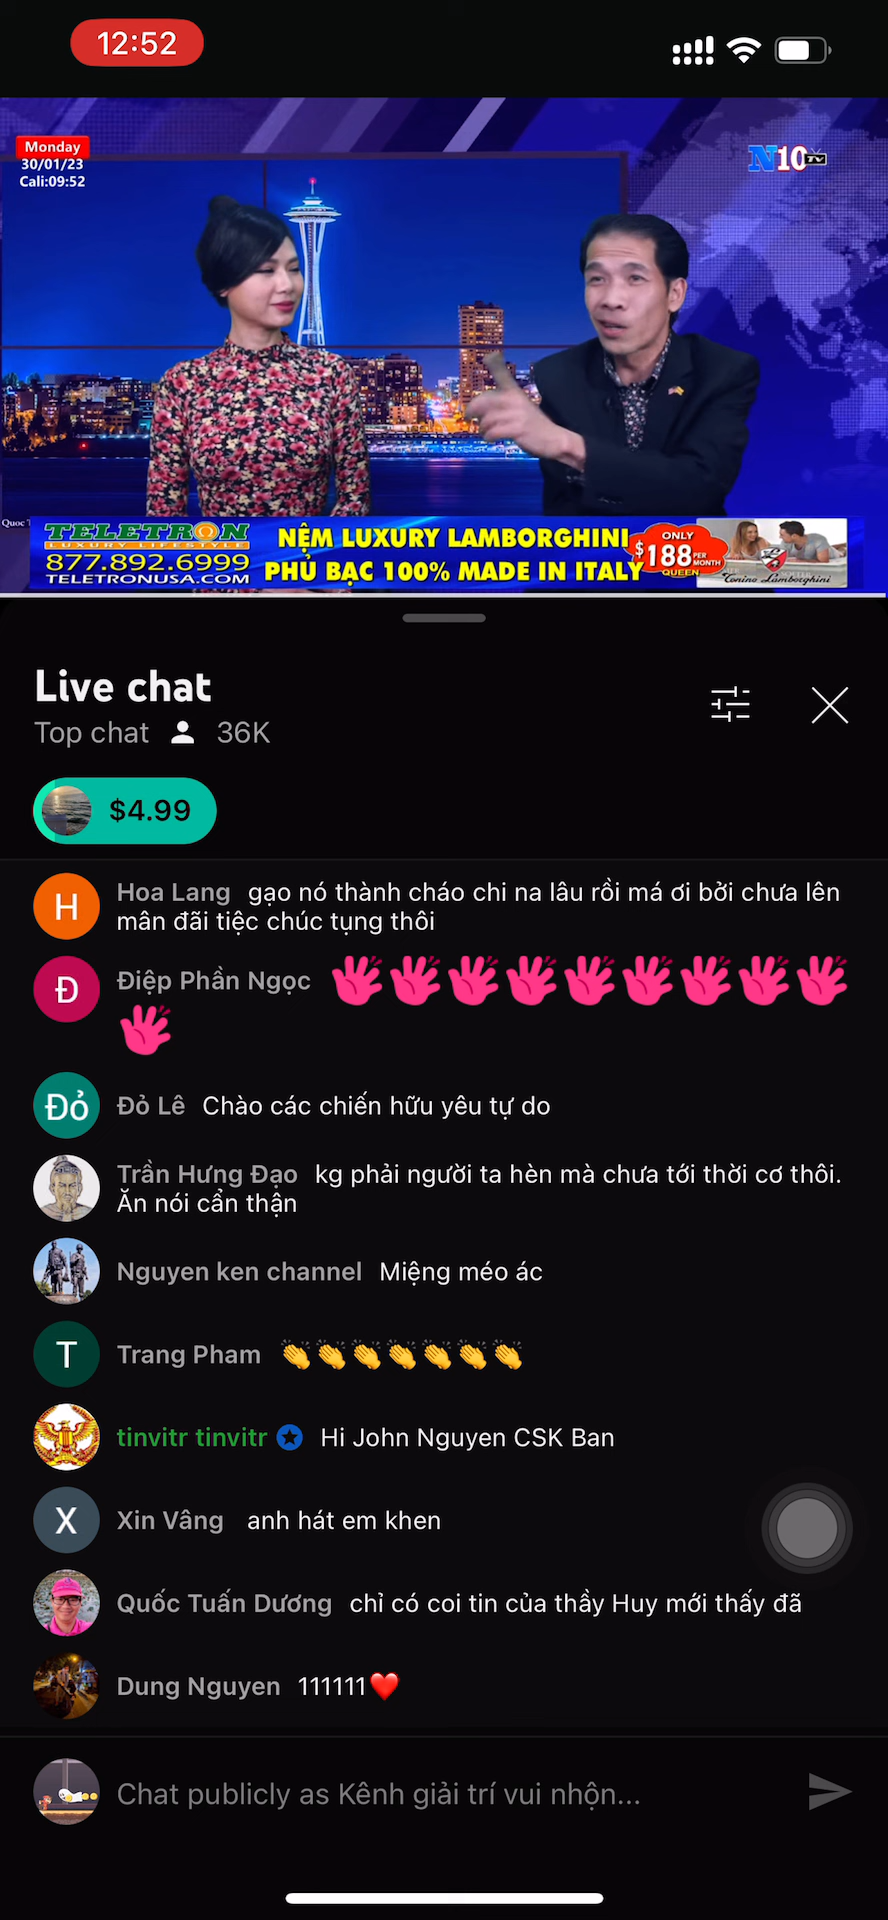 12:52
Monday
30/01/23
Cali:09:52
N10 TV
Quoc T
TELETRON
LUXURY LIFESTYLE
877.892.6999
TELETRONUSA.COM
NỆM LUXURY LAMBORGHINI
PHỦ BẠC 100% MADE IN ITALY
ONLY
$188 PER MONTH
QUEEN
Tonino Lamborghini
Live chat
Top chat 36K
$4.99
H
Hoa Lang gạo nó thành cháo chi na lâu rồi má ơi bởi chưa lên
mân đãi tiệc chúc tụng thôi
Đ
Điệp Phần Ngọc
Đỏ
Đỏ Lê Chào các chiến hữu yêu tự do
Trần Hưng Đạo kg phải người ta hèn mà chưa tới thời cơ thôi.
Ăn nói cẩn thận
Nguyen ken channel Miệng méo ác
T
Trang Pham 👏👏👏👏👏👏👏
tinvitr tinvitr Hi John Nguyen CSK Ban
X
Xin Vâng anh hát em khen
Quốc Tuấn Dương chỉ có coi tin của thầy Huy mới thấy đã
Dung Nguyen 111111❤️
Chat publicly as Kênh giải trí vui nhộn...